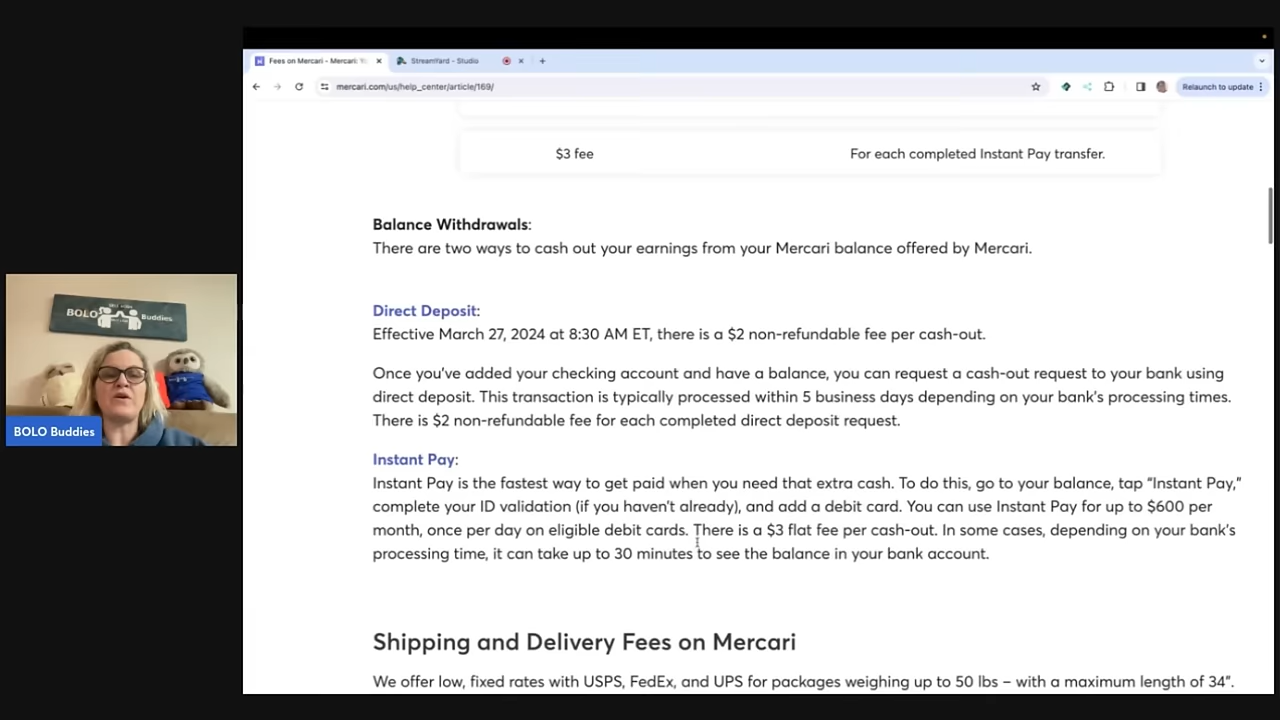 Fees on Mercari - Mercari: Yo
StreamYard - Studio
mercari.com/us/help_center/article/169/
Relaunch to update
$3 fee
For each completed Instant Pay transfer.
Balance Withdrawals:
There are two ways to cash out your earnings from your Mercari balance offered by Mercari.
Direct Deposit:
Effective March 27, 2024 at 8:30 AM ET, there is a $2 non-refundable fee per cash-out.
Once you’ve added your checking account and have a balance, you can request a cash-out request to your bank using
direct deposit. This transaction is typically processed within 5 business days depending on your bank’s processing times.
There is $2 non-refundable fee for each completed direct deposit request.
Instant Pay:
Instant Pay is the fastest way to get paid when you need that extra cash. To do this, go to your balance, tap “Instant Pay,”
complete your ID validation (if you haven’t already), and add a debit card. You can use Instant Pay for up to $600 per
month, once per day on eligible debit cards. There is a $3 flat fee per cash-out. In some cases, depending on your bank’s
processing time, it can take up to 30 minutes to see the balance in your bank account.
Shipping and Delivery Fees on Mercari
We offer low, fixed rates with USPS, FedEx, and UPS for packages weighing up to 50 lbs – with a maximum length of 34”.
BOLO Buddies
BOLO Buddies